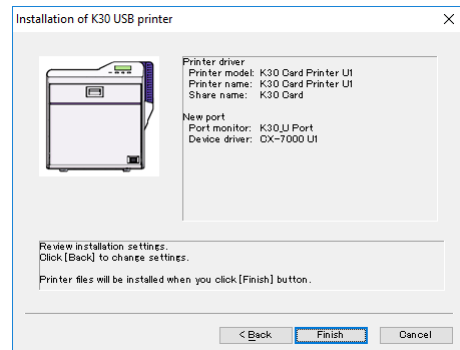 Installation of K30 USB printer
Printer driver
Printer model: K30 Card Printer U1
Printer name: K30 Card Printer U1
Share name: K30 Card
New port
Port monitor: K30_U Port
Device driver: CX-7000 U1
Review installation settings.
Click [Back] to change settings.
Printer files will be installed when you click [Finish] button.
< Back
Finish
Cancel